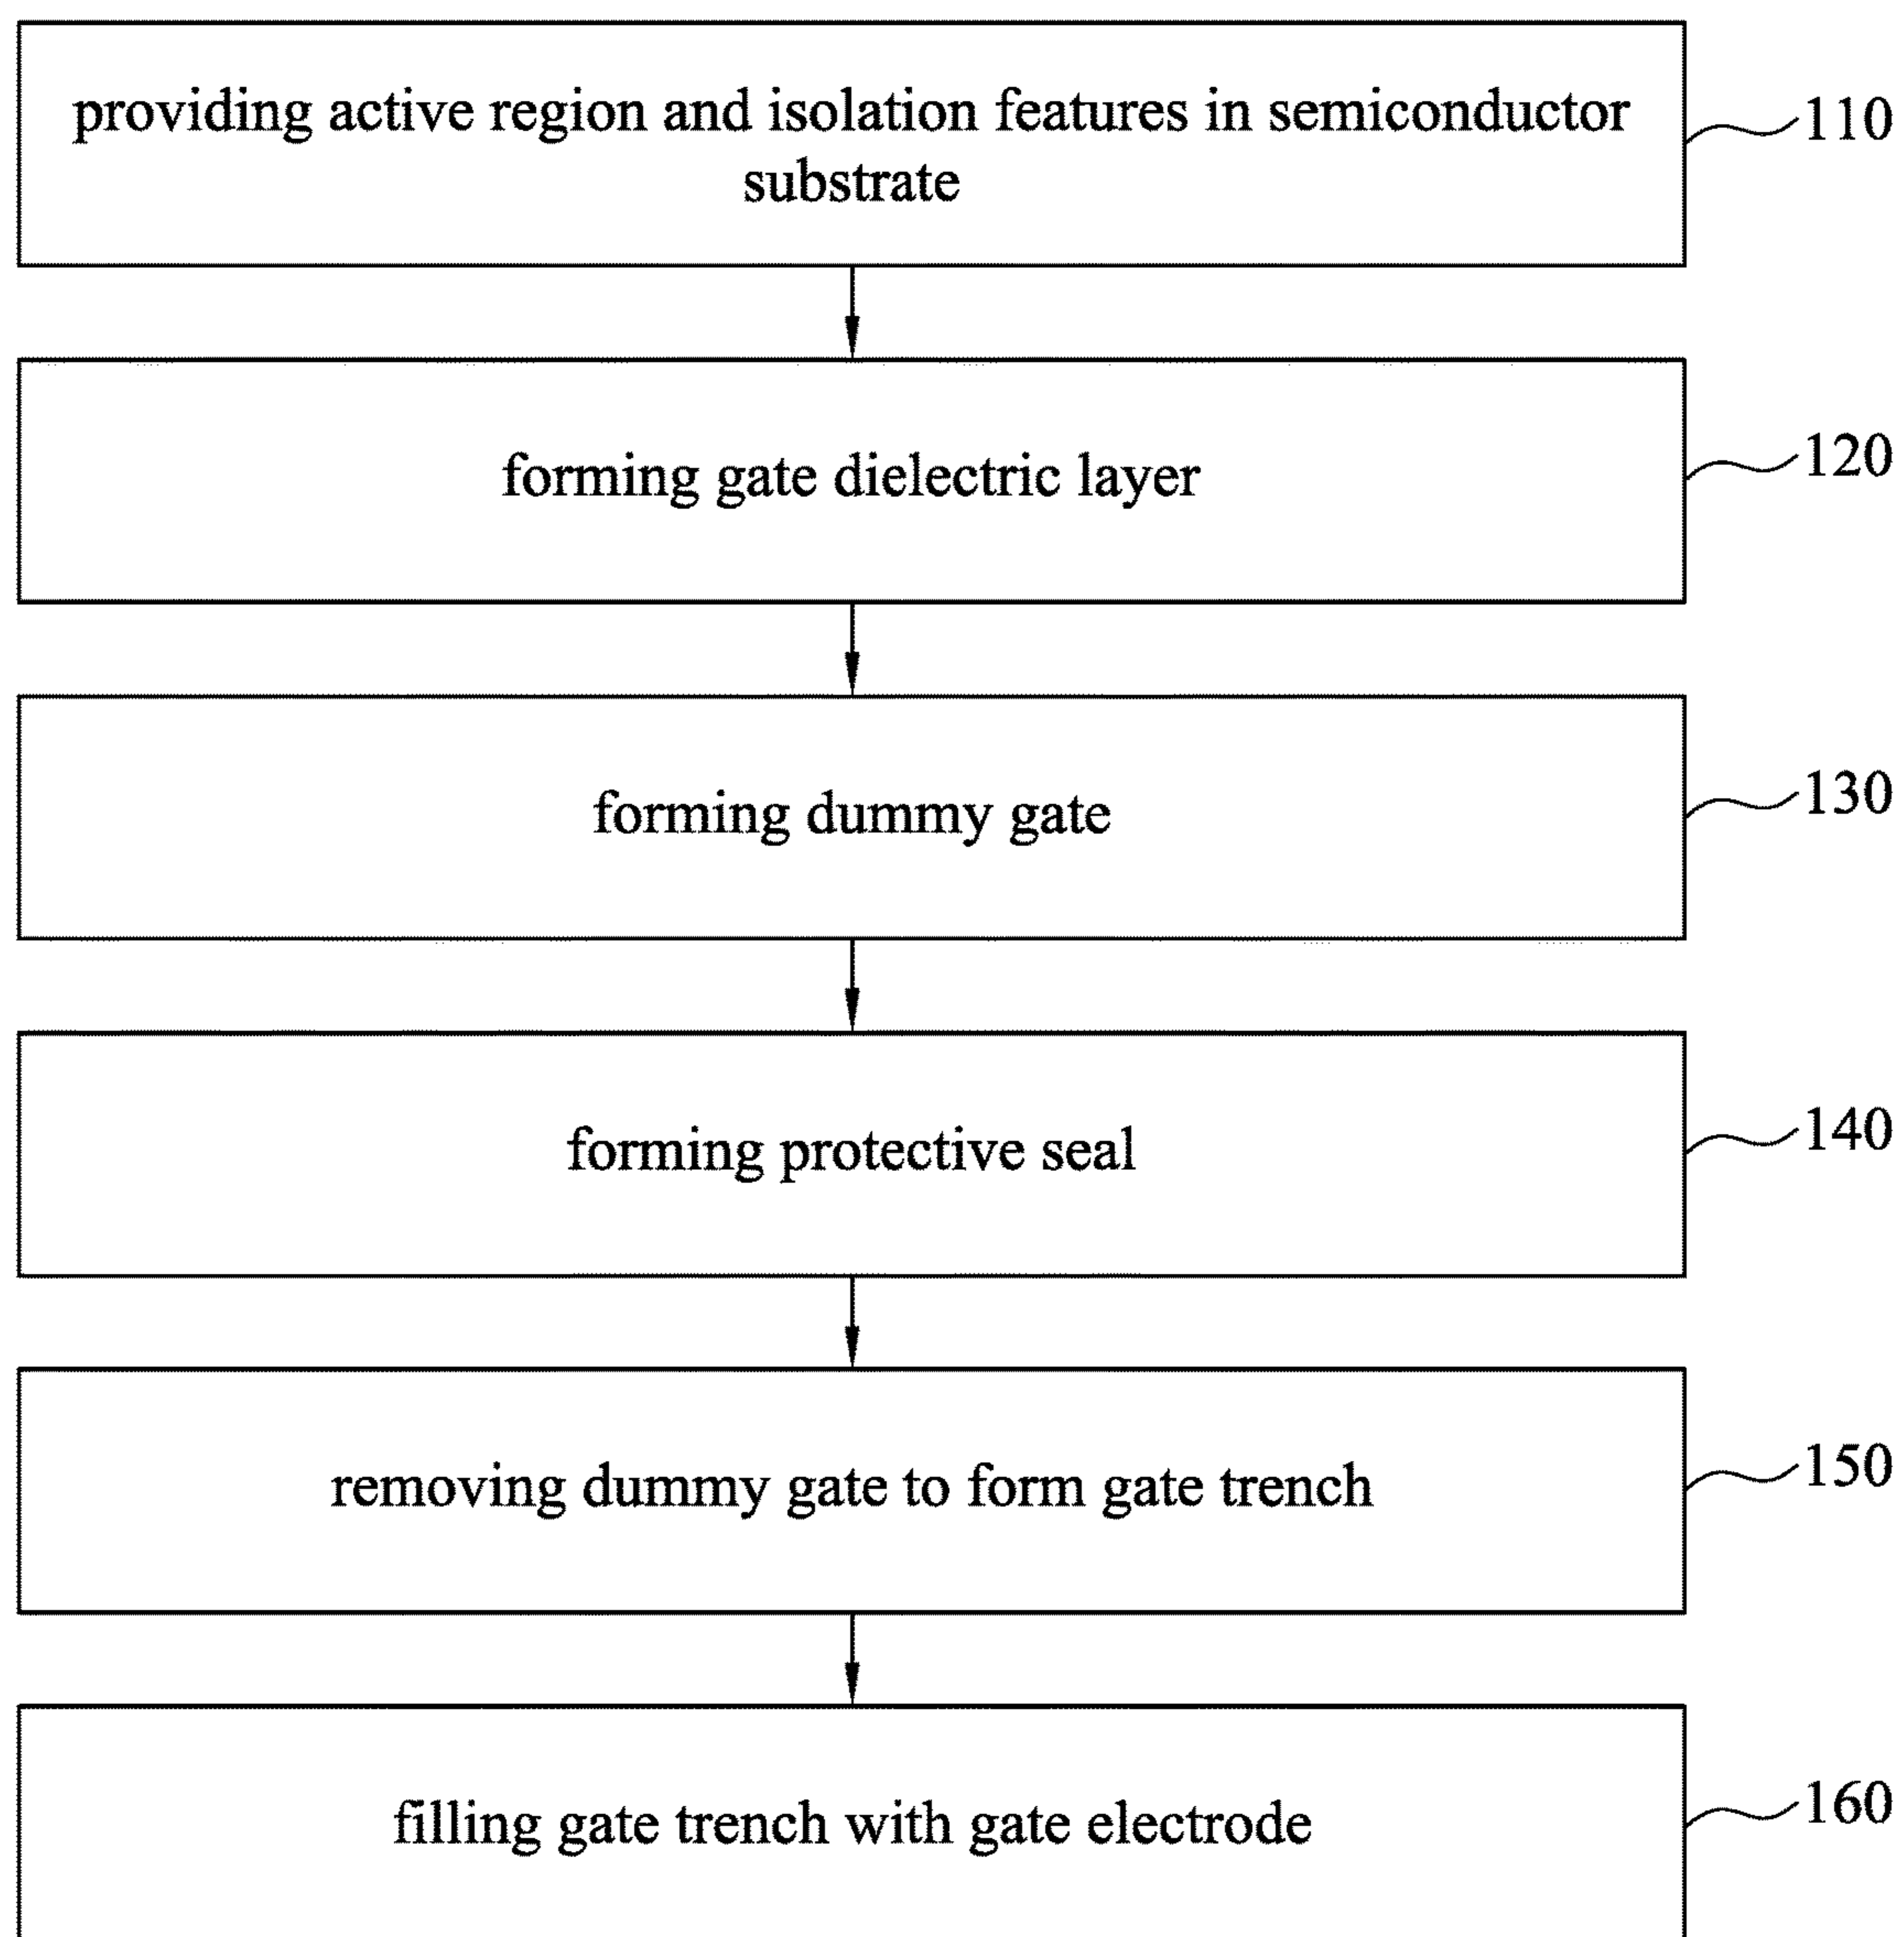 providing active region and isolation features in semiconductor
substrate
110
forming gate dielectric layer
120
forming dummy gate
130
forming protective seal
140
removing dummy gate to form gate trench
150
filling gate trench with gate electrode
160